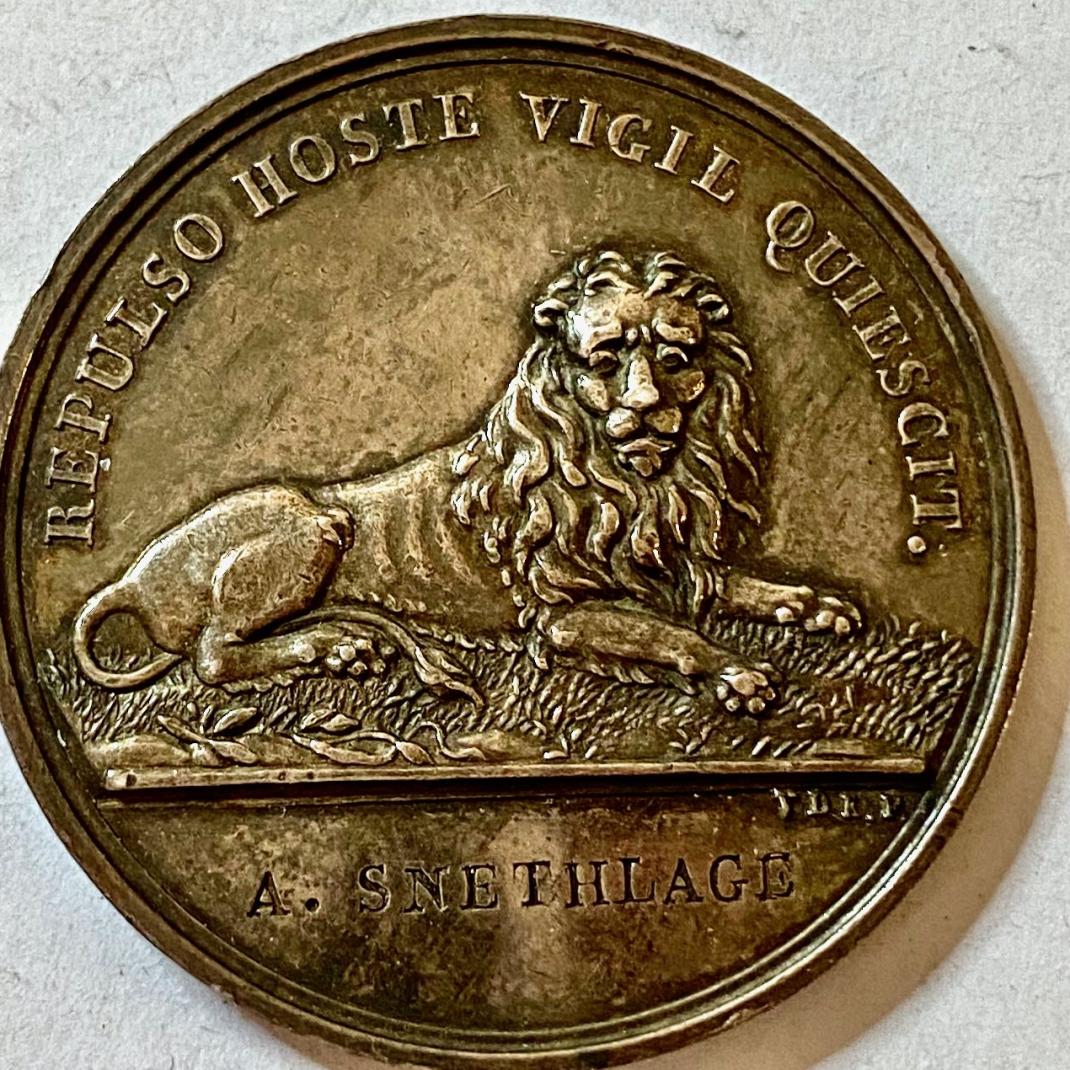 REPULSO HOSTE VIGIL QUIESCIT.
A. SNETHLAGE